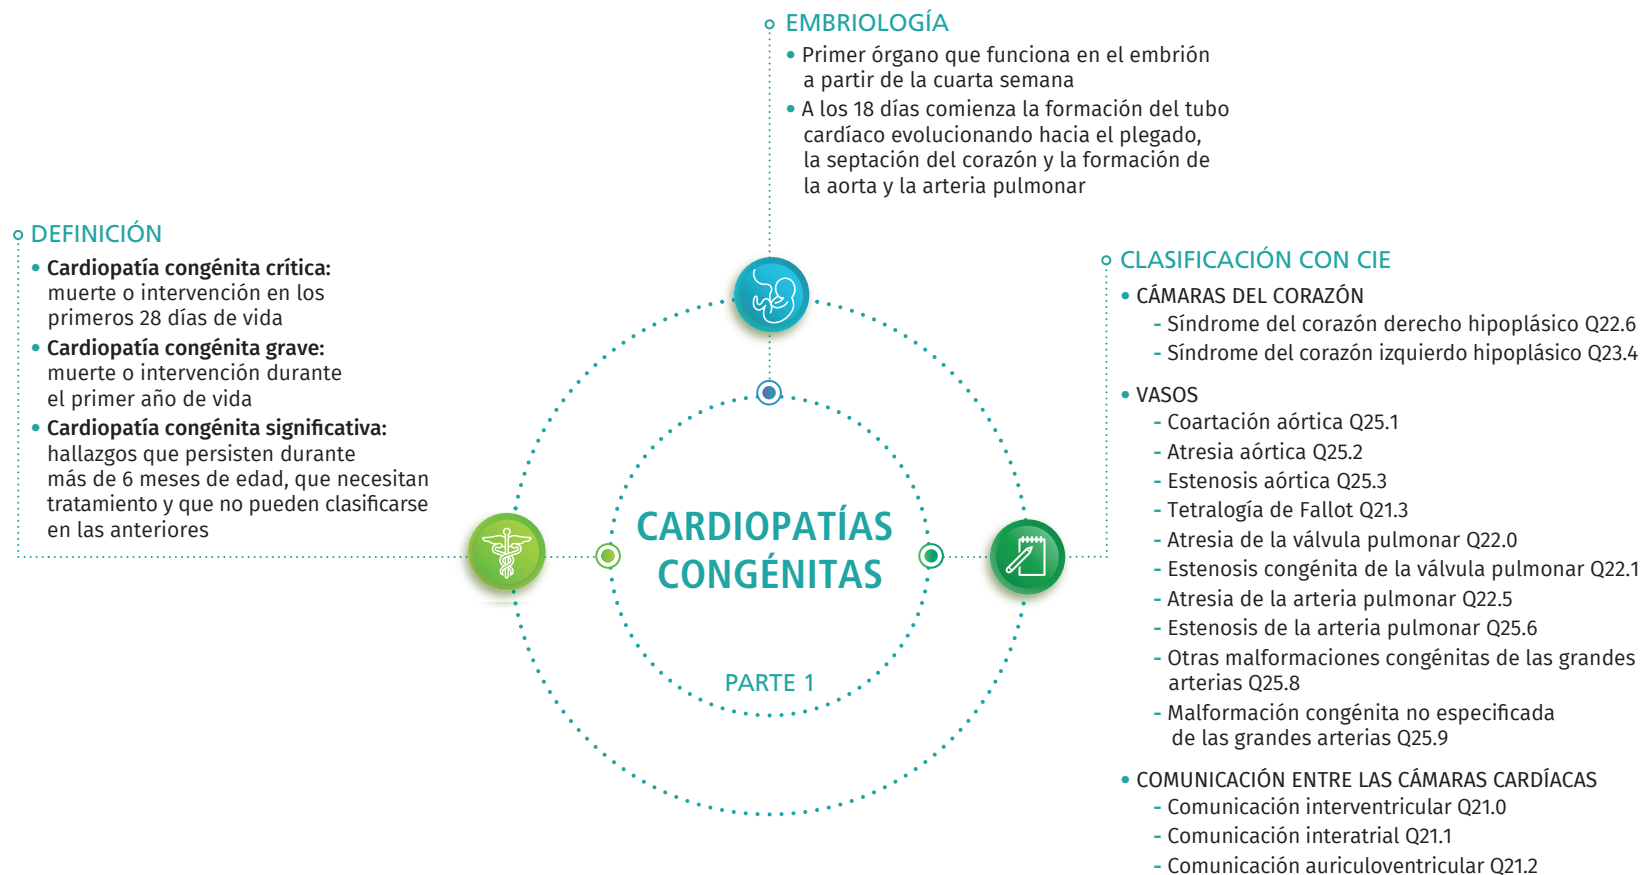 EMBRIOLOGÍA
• Primer órgano que funciona en el embrión
a partir de la cuarta semana
• A los 18 días comienza la formación del tubo
cardíaco evolucionando hacia el plegado,
la septación del corazón y la formación de
la aorta y la arteria pulmonar
DEFINICIÓN
• Cardiopatía congénita crítica:
muerte o intervención en los
primeros 28 días de vida
• Cardiopatía congénita grave:
muerte o intervención durante
el primer año de vida
• Cardiopatía congénita significativa:
hallazgos que persisten durante
más de 6 meses de edad, que necesitan
tratamiento y que no pueden clasificarse
en las anteriores
CARDIOPATÍAS
CONGÉNITAS
PARTE 1
CLASIFICACIÓN CON CIE
• CÁMARAS DEL CORAZÓN
- Síndrome del corazón derecho hipoplásico Q22.6
- Síndrome del corazón izquierdo hipoplásico Q23.4
• VASOS
- Coartación aórtica Q25.1
- Atresia aórtica Q25.2
- Estenosis aórtica Q25.3
- Tetralogía de Fallot Q21.3
- Atresia de la válvula pulmonar Q22.0
- Estenosis congénita de la válvula pulmonar Q22.1
- Atresia de la arteria pulmonar Q22.5
- Estenosis de la arteria pulmonar Q25.6
- Otras malformaciones congénitas de las grandes
arterias Q25.8
- Malformación congénita no especificada
de las grandes arterias Q25.9
• COMUNICACIÓN ENTRE LAS CÁMARAS CARDÍACAS
- Comunicación interventricular Q21.0
- Comunicación interatrial Q21.1
- Comunicación auriculoventricular Q21.2